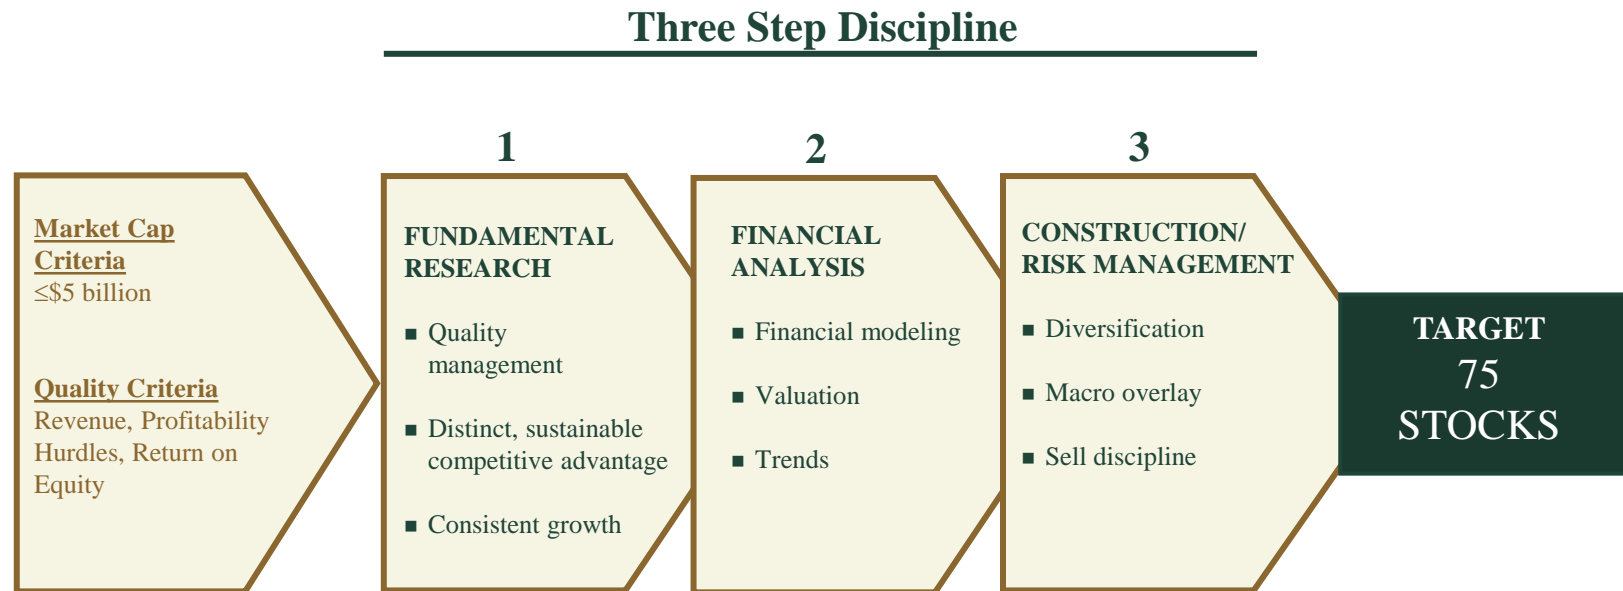 Three Step Discipline
1
2
3
Market Cap
Criteria
≤$5 billion
Quality Criteria
Revenue, Profitability
Hurdles, Return on
Equity
FUNDAMENTAL
RESEARCH
■ Quality
management
■ Distinct, sustainable
competitive advantage
■ Consistent growth
FINANCIAL
ANALYSIS
■ Financial modeling
■ Valuation
■ Trends
CONSTRUCTION/
RISK MANAGEMENT
■ Diversification
■ Macro overlay
■ Sell discipline
TARGET
75
STOCKS